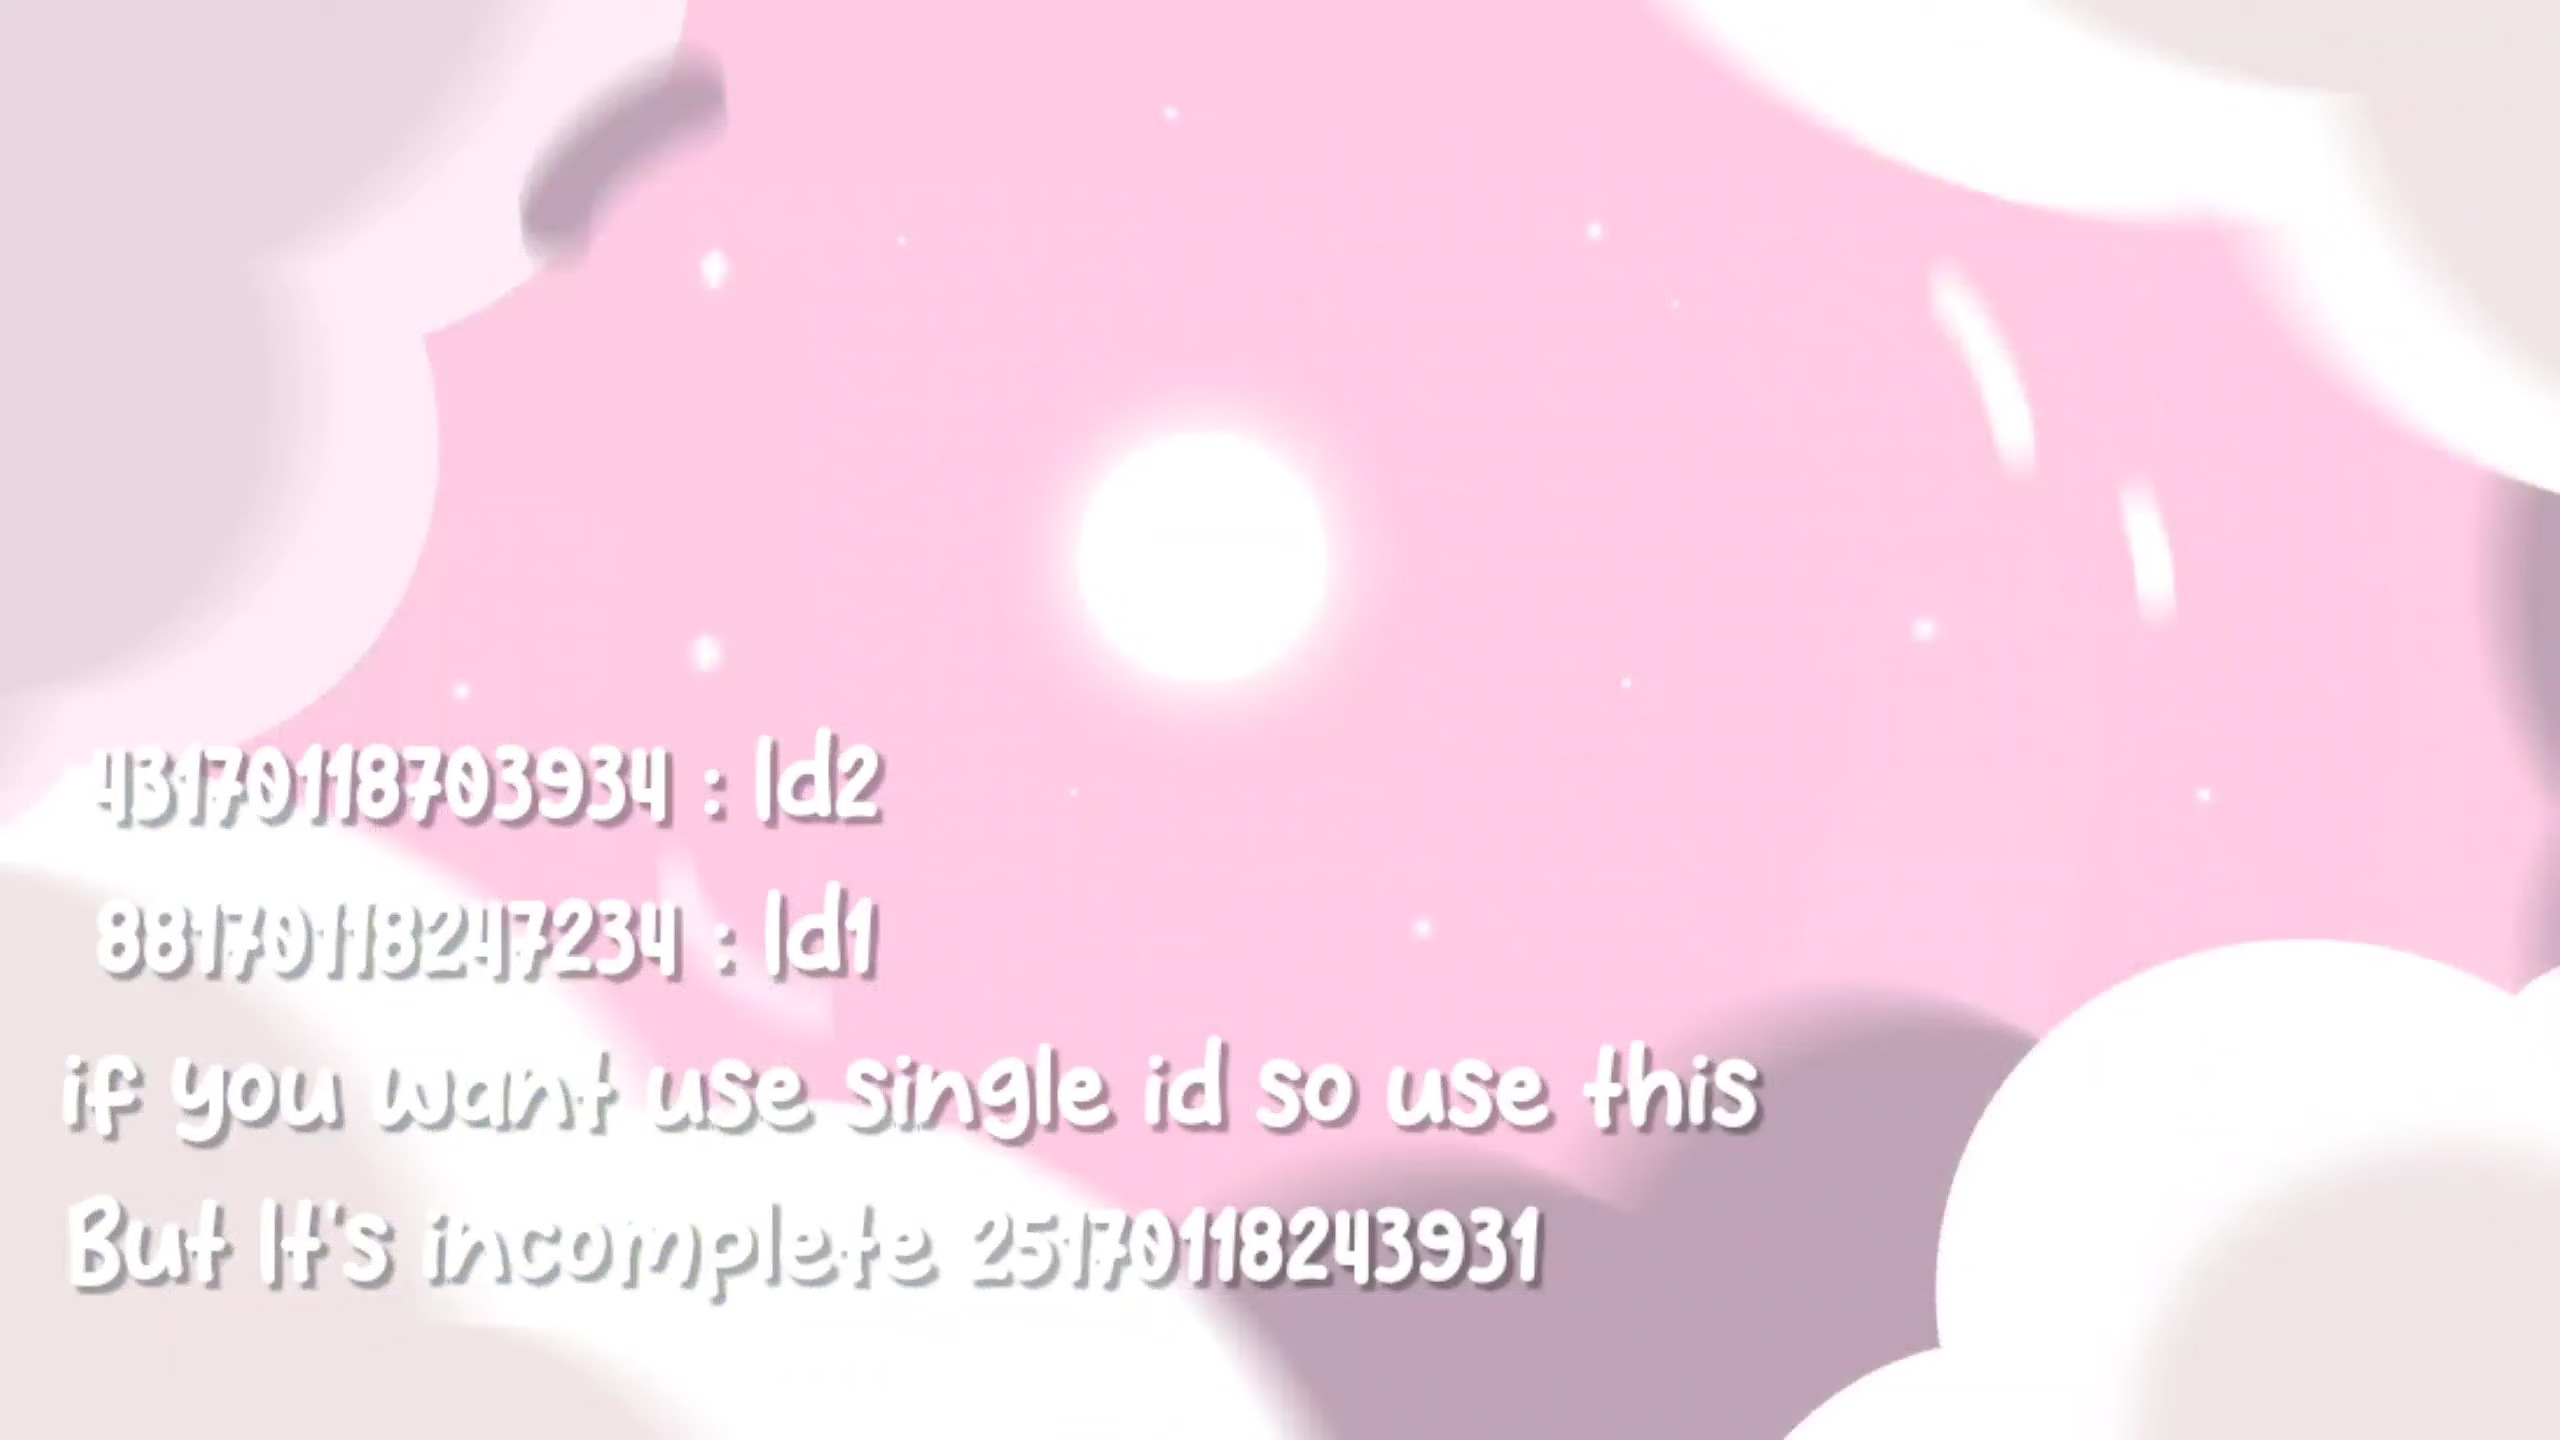 43170118703934 : Id2
88170118247234 : Id1
if you want use single id so use this
But It's incomplete 25170118243931